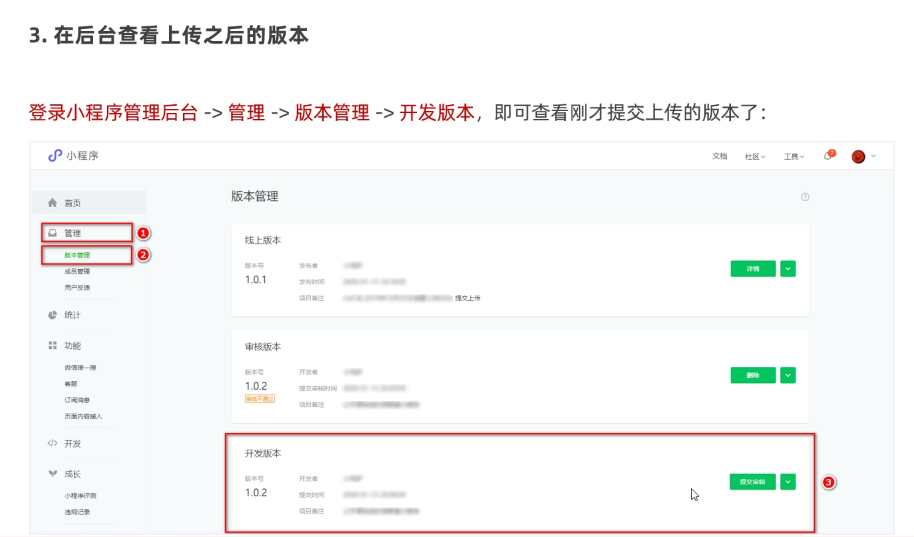 3. 在后台查看上传之后的版本
登录小程序管理后台 -> 管理 -> 版本管理 -> 开发版本，即可查看刚才提交上传的版本了：
小程序
文档 社区 工具 7
首页
管理 1
版本管理 2
成员管理
用户反馈
统计
功能
微信搜一搜
客服
订阅消息
页面内容接入
开发
成长
小程序评测
违规记录
版本管理
线上版本
版本号 发布者
1.0.1 发布时间
项目备注 提交上传
详情
审核版本
版本号 开发者
1.0.2 提交审核时间
审核不通过 项目备注
删除
开发版本
版本号 开发者
1.0.2 提交时间
项目备注
提交审核 3